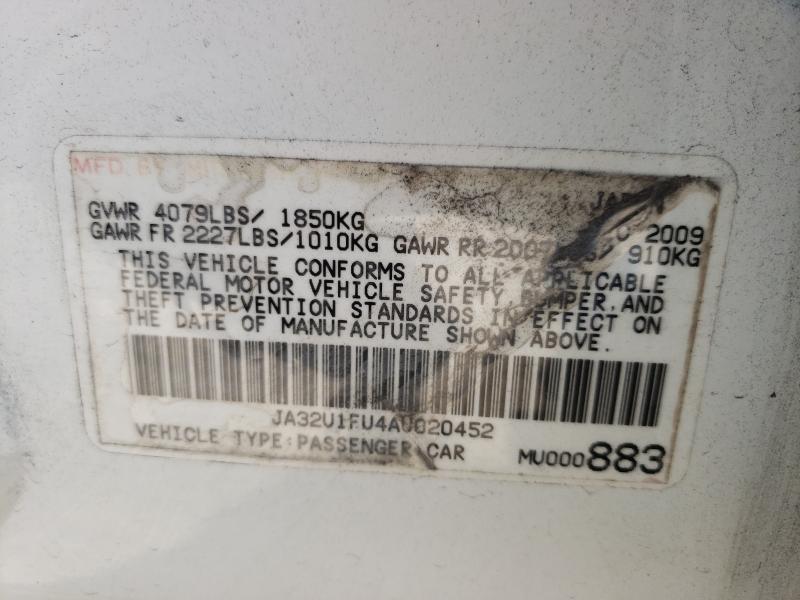 MFD BY
GVWR 4079LBS/ 1850KG 2009
GAWR FR 2227LBS/1010KG GAWR RR 910KG
THIS VEHICLE CONFORMS TO ALL APPLICABLE
FEDERAL MOTOR VEHICLE SAFETY BUMPER,AND
THEFT PREVENTION STANDARDS IN EFFECT ON
THE DATE OF MANUFACTURE SHOWN ABOVE.
JA32U1FU4AU020452
VEHICLE TYPE:PASSENGER CAR MU000883